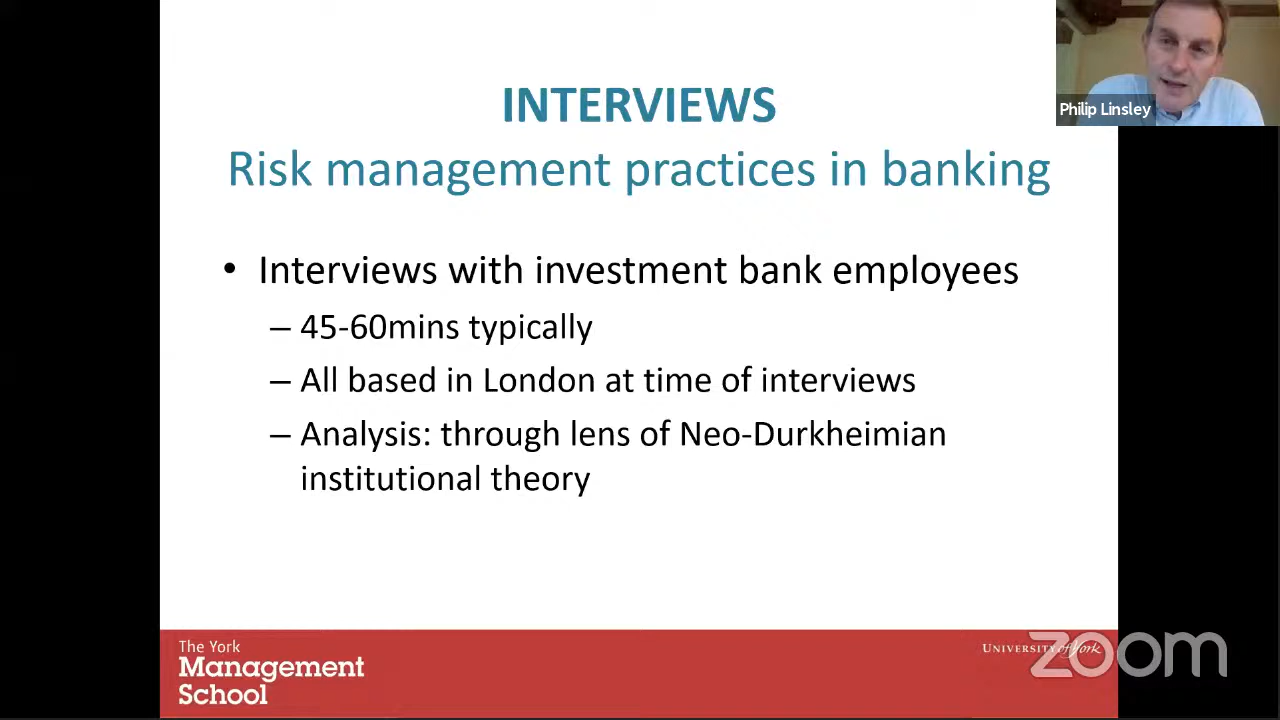 INTERVIEWS
Risk management practices in banking
Philip Linsley
• Interviews with investment bank employees
– 45-60mins typically
– All based in London at time of interviews
– Analysis: through lens of Neo-Durkheimian
institutional theory
The York
Management
School
UNIVERSITY of York
zoom